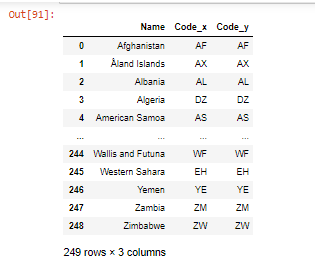 Out[91]:
Name Code_x Code_y
0 Afghanistan AF AF
1 Åland Islands AX AX
2 Albania AL AL
3 Algeria DZ DZ
4 American Samoa AS AS
... ... ... ...
244 Wallis and Futuna WF WF
245 Western Sahara EH EH
246 Yemen YE YE
247 Zambia ZM ZM
248 Zimbabwe ZW ZW
249 rows × 3 columns